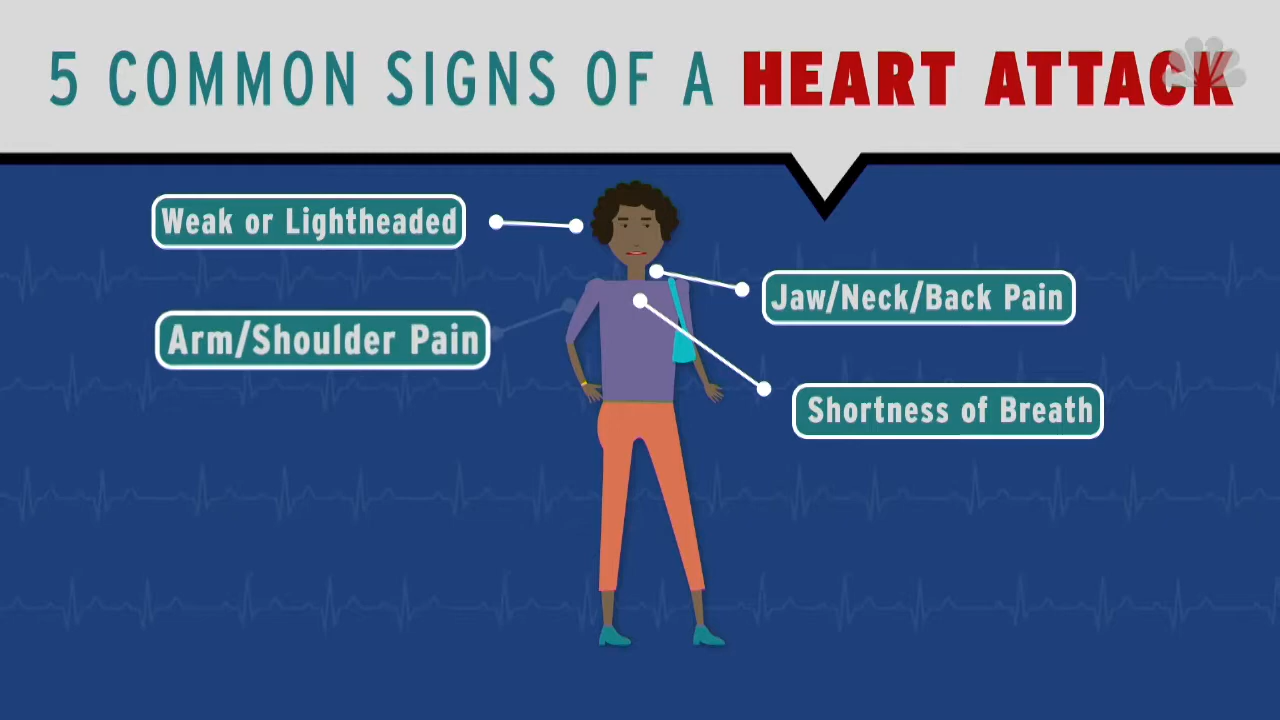 5 COMMON SIGNS OF A HEART ATTACK
Weak or Lightheaded
Jaw/Neck/Back Pain
Arm/Shoulder Pain
Shortness of Breath